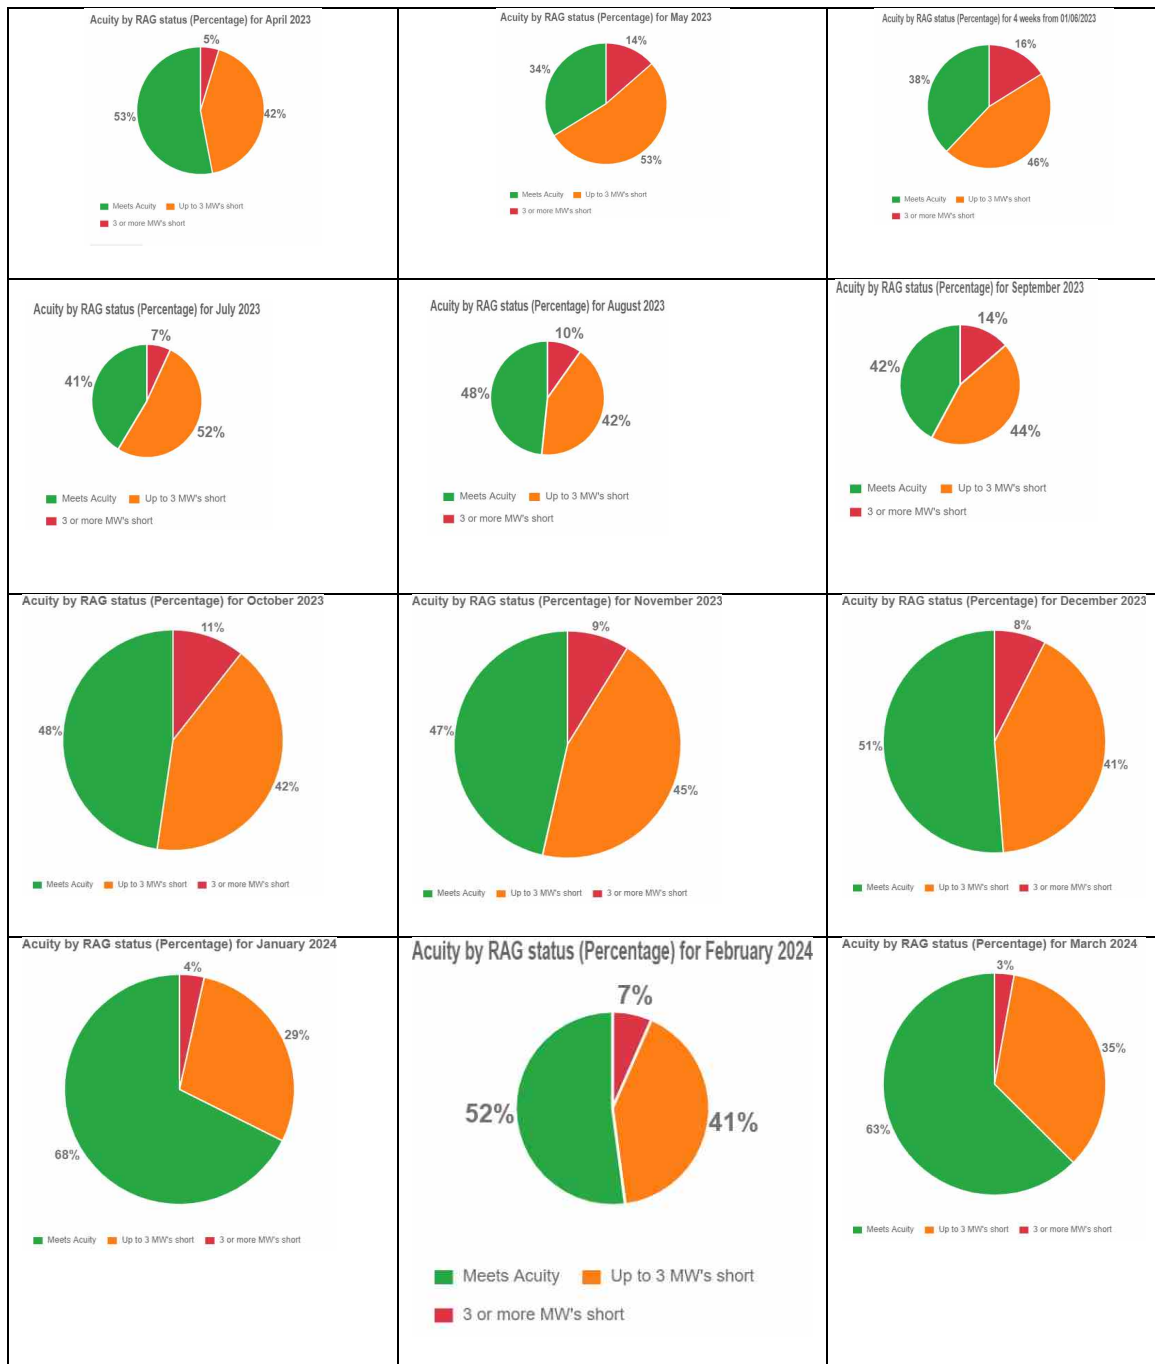 Acuity by RAG status (Percentage) for April 2023
5%
53%
42%
Meets Acuity Up to 3 MW's short
3 or more MW's short
Acuity by RAG status (Percentage) for May 2023
14%
34%
53%
Meets Acuity Up to 3 MW's short
3 or more MW's short
Acuity by RAG status (Percentage) for 4 weeks from 01/06/2023
16%
38%
46%
Meets Acuity Up to 3 MW's short
3 or more MW's short
Acuity by RAG status (Percentage) for July 2023
7%
41%
52%
Meets Acuity Up to 3 MW's short
3 or more MW's short
Acuity by RAG status (Percentage) for August 2023
10%
48%
42%
Meets Acuity Up to 3 MW's short
3 or more MW's short
Acuity by RAG status (Percentage) for September 2023
14%
42%
44%
Meets Acuity Up to 3 MW's short
3 or more MW's short
Acuity by RAG status (Percentage) for October 2023
11%
48%
42%
Meets Acuity Up to 3 MW's short 3 or more MW's short
Acuity by RAG status (Percentage) for November 2023
9%
47%
45%
Meets Acuity Up to 3 MW's short 3 or more MW's short
Acuity by RAG status (Percentage) for December 2023
8%
51%
41%
Meets Acuity Up to 3 MW's short 3 or more MW's short
Acuity by RAG status (Percentage) for January 2024
4%
29%
68%
Meets Acuity Up to 3 MW's short 3 or more MW's short
Acuity by RAG status (Percentage) for February 2024
7%
52%
41%
Meets Acuity Up to 3 MW's short
3 or more MW's short
Acuity by RAG status (Percentage) for March 2024
3%
35%
63%
Meets Acuity Up to 3 MW's short 3 or more MW's short